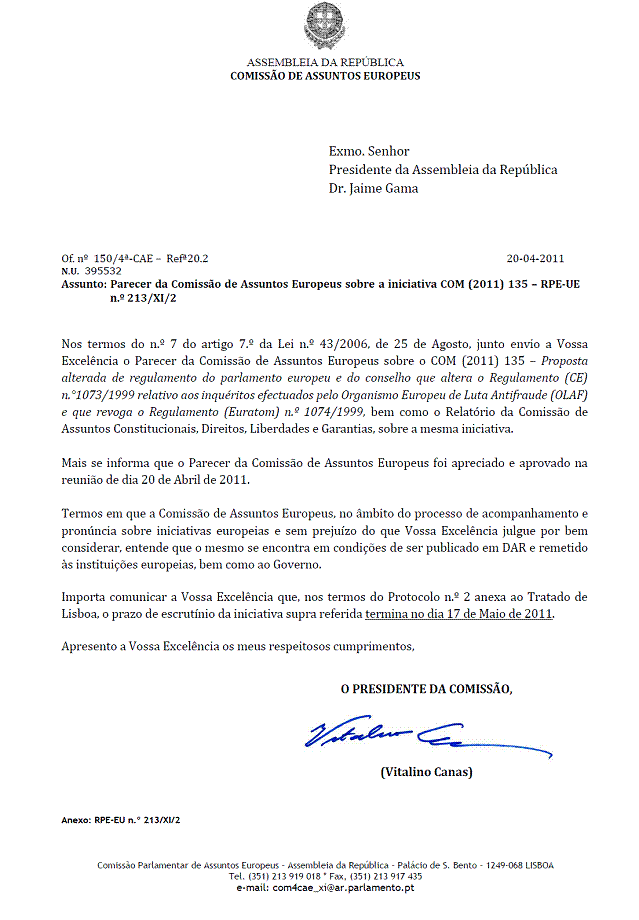 ASSEMBLEIA DA REPÚBLICA
COMISSÃO DE ASSUNTOS EUROPEUS
Exmo. Senhor
Presidente da Assembleia da República
Dr. Jaime Gama
Of. nº 150/4ª-CAE – Refª20.2 20-04-2011
N.U. 395532
Assunto: Parecer da Comissão de Assuntos Europeus sobre a iniciativa COM (2011) 135 – RPE-UE
n.º 213/XI/2
Nos termos do n.º 7 do artigo 7.º da Lei n.º 43/2006, de 25 de Agosto, junto envio a Vossa
Excelência o Parecer da Comissão de Assuntos Europeus sobre o COM (2011) 135 – Proposta
alterada de regulamento do parlamento europeu e do conselho que altera o Regulamento (CE)
n.°1073/1999 relativo aos inquéritos efectuados pelo Organismo Europeu de Luta Antifraude (OLAF)
e que revoga o Regulamento (Euratom) n.º 1074/1999, bem como o Relatório da Comissão de
Assuntos Constitucionais, Direitos, Liberdades e Garantias, sobre a mesma iniciativa.
Mais se informa que o Parecer da Comissão de Assuntos Europeus foi apreciado e aprovado na
reunião de dia 20 de Abril de 2011.
Termos em que a Comissão de Assuntos Europeus, no âmbito do processo de acompanhamento e
pronúncia sobre iniciativas europeias e sem prejuízo do que Vossa Excelência julgue por bem
considerar, entende que o mesmo se encontra em condições de ser publicado em DAR e remetido
às instituições europeias, bem como ao Governo.
Importa comunicar a Vossa Excelência que, nos termos do Protocolo n.º 2 anexa ao Tratado de
Lisboa, o prazo de escrutínio da iniciativa supra referida termina no dia 17 de Maio de 2011.
Apresento a Vossa Excelência os meus respeitosos cumprimentos,
O PRESIDENTE DA COMISSÃO,
Vitalino Ca
(Vitalino Canas)
Anexo: RPE-EU n.º 213/XI/2
Comissão Parlamentar de Assuntos Europeus - Assembleia da República - Palácio de S. Bento - 1249-068 LISBOA
Tel. (351) 213 919 018 * Fax, (351) 213 917 435
e-mail: com4cae_xi@ar.parlamento.pt